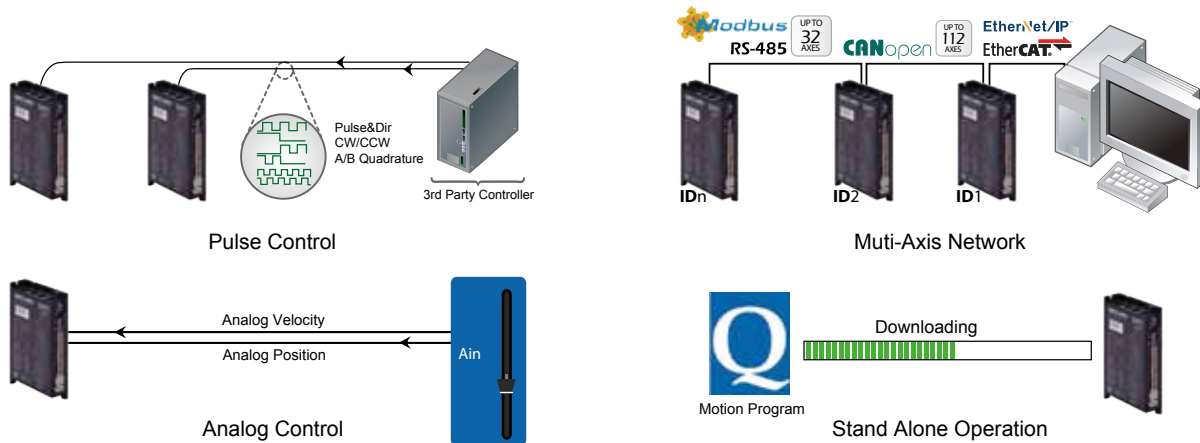 Pulse&Dir
CW/CCW
A/B Quadrature
3rd Party Controller
Pulse Control
Modbus
RS-485
UP TO
32
AXES
CANopen
UP TO
112
AXES
EtherNet/IP™
EtherCAT.
IDn
ID2
ID1
Muti-Axis Network
Analog Velocity
Analog Position
Ain
Analog Control
Q
Downloading
Motion Program
Stand Alone Operation